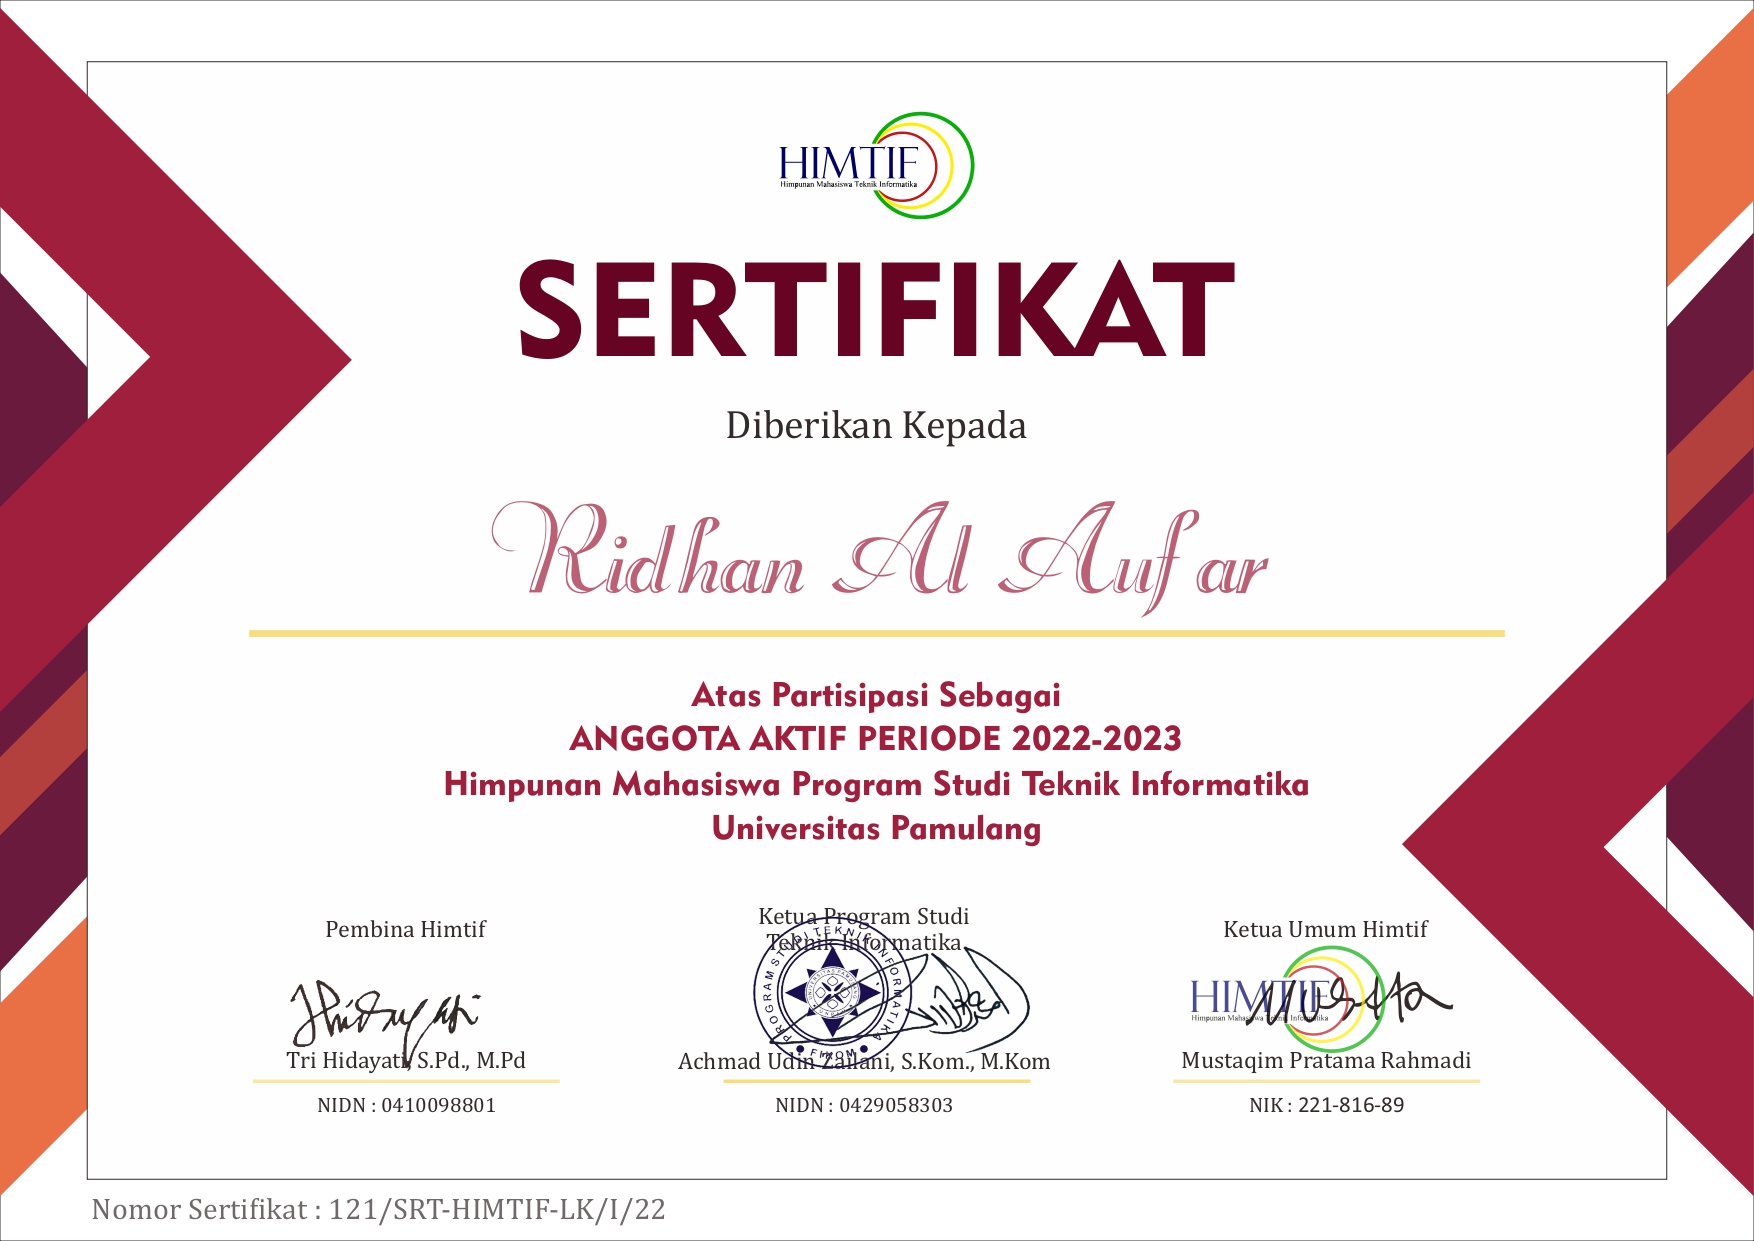 HIMTIF
Himpunan Mahasiswa Teknik Informatika
SERTIFIKAT
Diberikan Kepada
Ridhan Al Aufar
Atas Partisipasi Sebagai
ANGGOTA AKTIF PERIODE 2022-2023
Himpunan Mahasiswa Program Studi Teknik Informatika
Universitas Pamulang
Pembina Himtif
Tri Hidayati, S.Pd., M.Pd
NIDN : 0410098801
Ketua Program Studi
Teknik Informatika
PROGRAM STUDI TEKNIK INFORMATIKA
FIKOM
Achmad Udin Zailani, S.Kom., M.Kom
NIDN : 0429058303
Ketua Umum Himtif
HIMTIF
Himpunan Mahasiswa Teknik Informatika
Mustaqim Pratama Rahmadi
NIK : 221-816-89
Nomor Sertifikat : 121/SRT-HIMTIF-LK/I/22